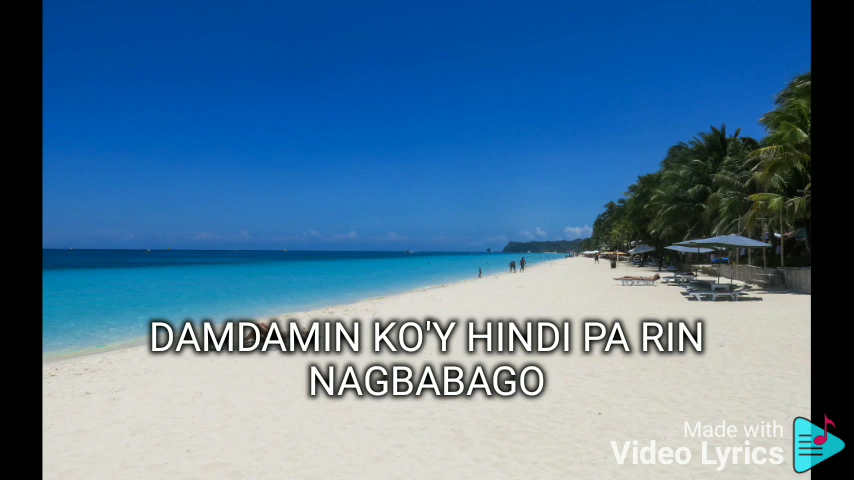 DAMDAMIN KO'Y HINDI PA RIN
NAGBABAGO
Made with
Video Lyrics